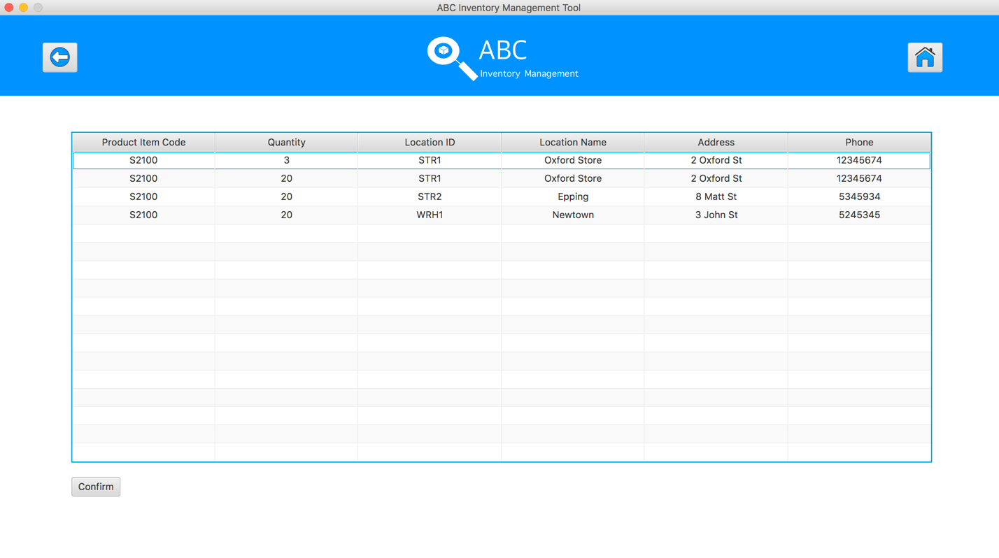 ABC Inventory Management Tool
ABC
Inventory Management
Product Item Code Quantity Location ID Location Name Address Phone
S2100 3 STR1 Oxford Store 2 Oxford St 12345674
S2100 20 STR1 Oxford Store 2 Oxford St 12345674
S2100 20 STR2 Epping 8 Matt St 5345934
S2100 20 WRH1 Newtown 3 John St 5245345
Confirm